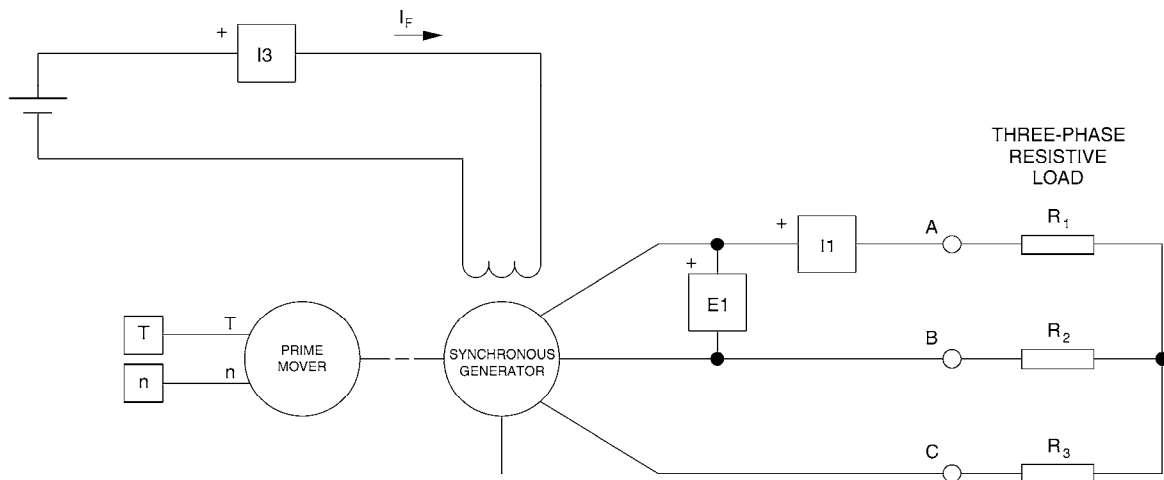 +
I3
I_F
THREE-PHASE
RESISTIVE
LOAD
+
I1
A
R_1
+
E1
T
T
PRIME
MOVER
SYNCHRONOUS
GENERATOR
B
R_2
n
n
C
R_3